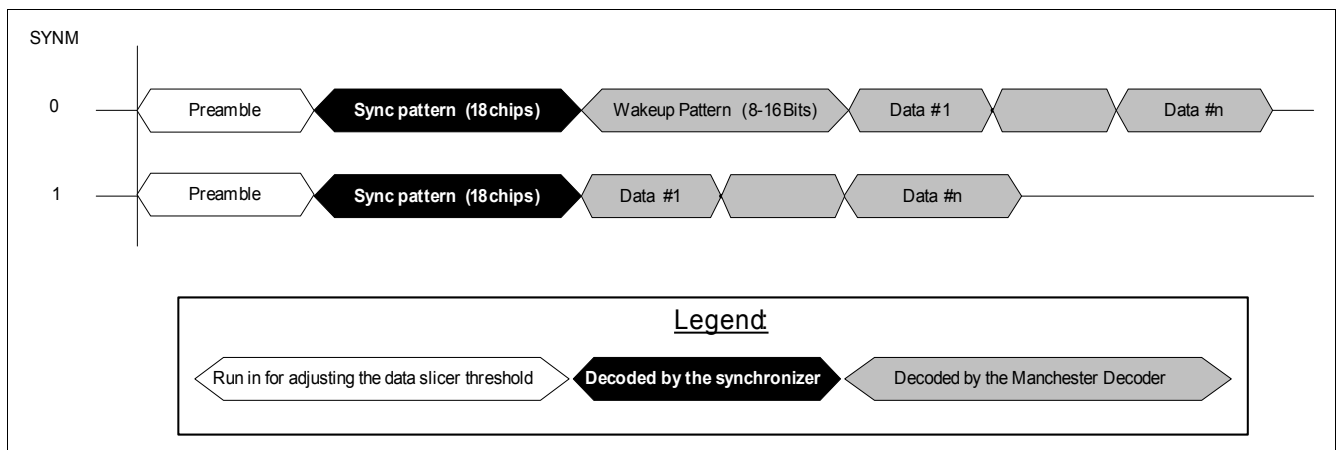 SYNM
0 Preamble Sync pattern (18chips) Wakeup Pattern (8-16Bits) Data #1 Data #n
1 Preamble Sync pattern (18chips) Data #1 Data #n
Legend:
Run in for adjusting the data slicer threshold Decoded by the synchronizer Decoded by the Manchester Decoder